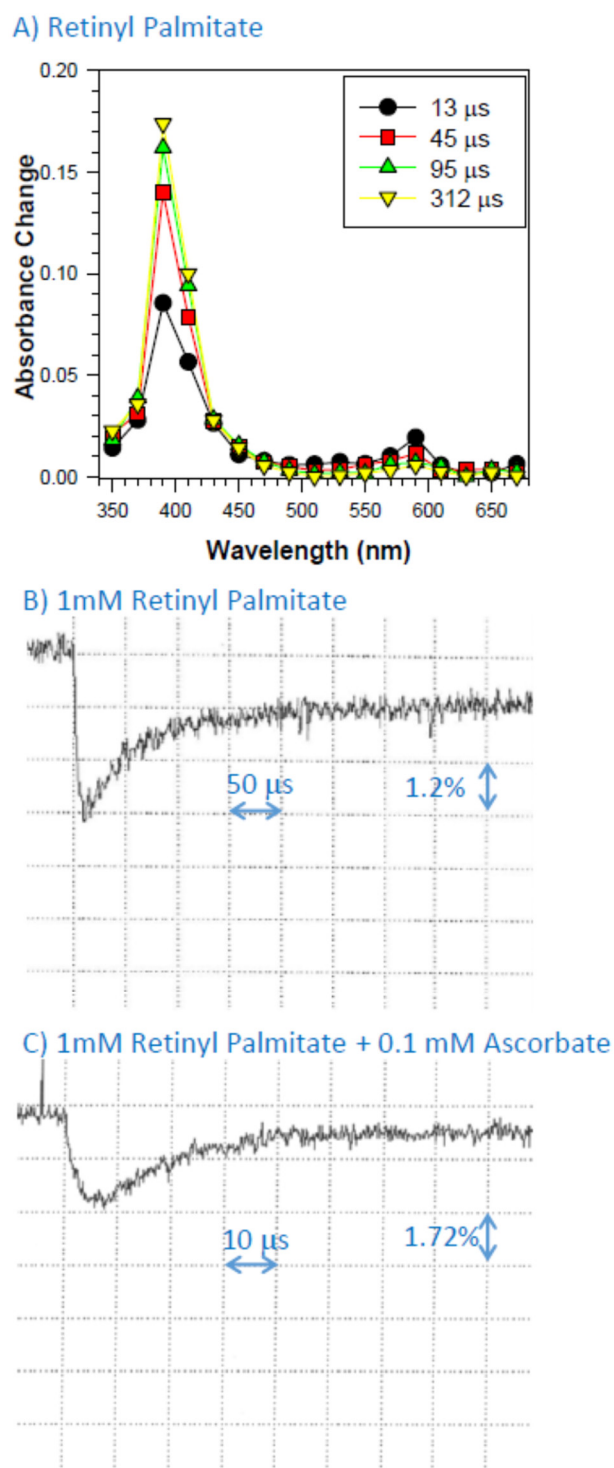 A) Retinyl Palmitate
0.20
0.15
0.10
0.05
0.00
Absorbance Change
13 µs
45 µs
95 µs
312 µs
350 400 450 500 550 600 650
Wavelength (nm)
B) 1mM Retinyl Palmitate
50 µs
1.2%
C) 1mM Retinyl Palmitate + 0.1 mM Ascorbate
10 µs
1.72%